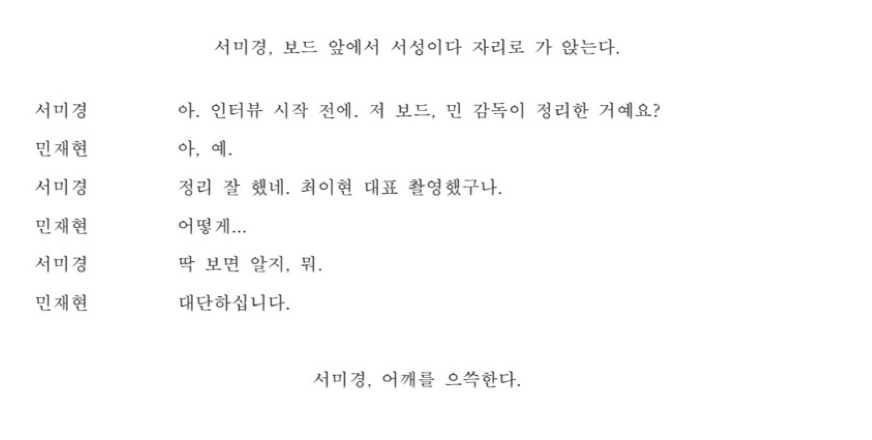 서미경, 보드 앞에서 서성이다 자리로 가 앉는다.
서미경 아. 인터뷰 시작 전에. 저 보드, 민 감독이 정리한 거예요?
민재현 아, 예.
서미경 정리 잘 했네. 최이현 대표 촬영했구나.
민재현 어떻게...
서미경 딱 보면 알지, 뭐.
민재현 대단하십니다.
서미경, 어깨를 으쓱한다.